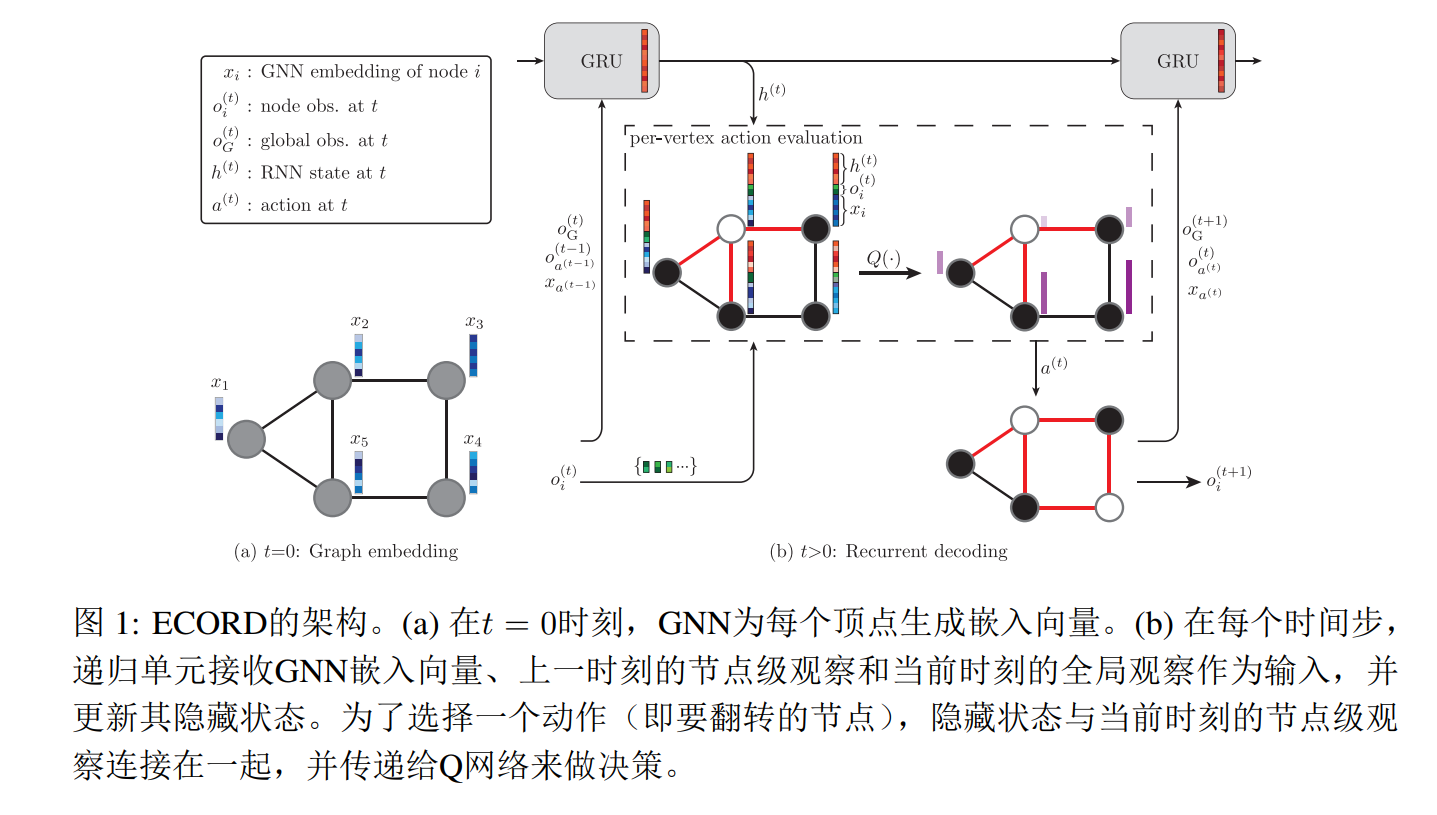 x_i : GNN embedding of node i
o_i^(t) : node obs. at t
o_G^(t) : global obs. at t
h^(t) : RNN state at t
a^(t) : action at t
x_1
x_2
x_3
x_5
x_4
(a) t=0: Graph embedding
GRU
GRU
h^(t)
per-vertex action evaluation
h^(t)
o_i^(t)
x_i
o_G^(t)
o_{a^(t−1)}^(t−1)
x_{a^(t−1)}
Q(·)
o_G^(t+1)
o_{a^(t)}^(t)
x_{a^(t)}
a^(t)
o_i^(t)
{ ···}
o_i^(t+1)
(b) t>0: Recurrent decoding
图 1: ECORD的架构。(a) 在t = 0时刻，GNN为每个顶点生成嵌入向量。(b) 在每个时间步，
递归单元接收GNN嵌入向量、上一时刻的节点级观察和当前时刻的全局观察作为输入，并
更新其隐藏状态。为了选择一个动作（即要翻转的节点），隐藏状态与当前时刻的节点级观
察连接在一起，并传递给Q网络来做决策。